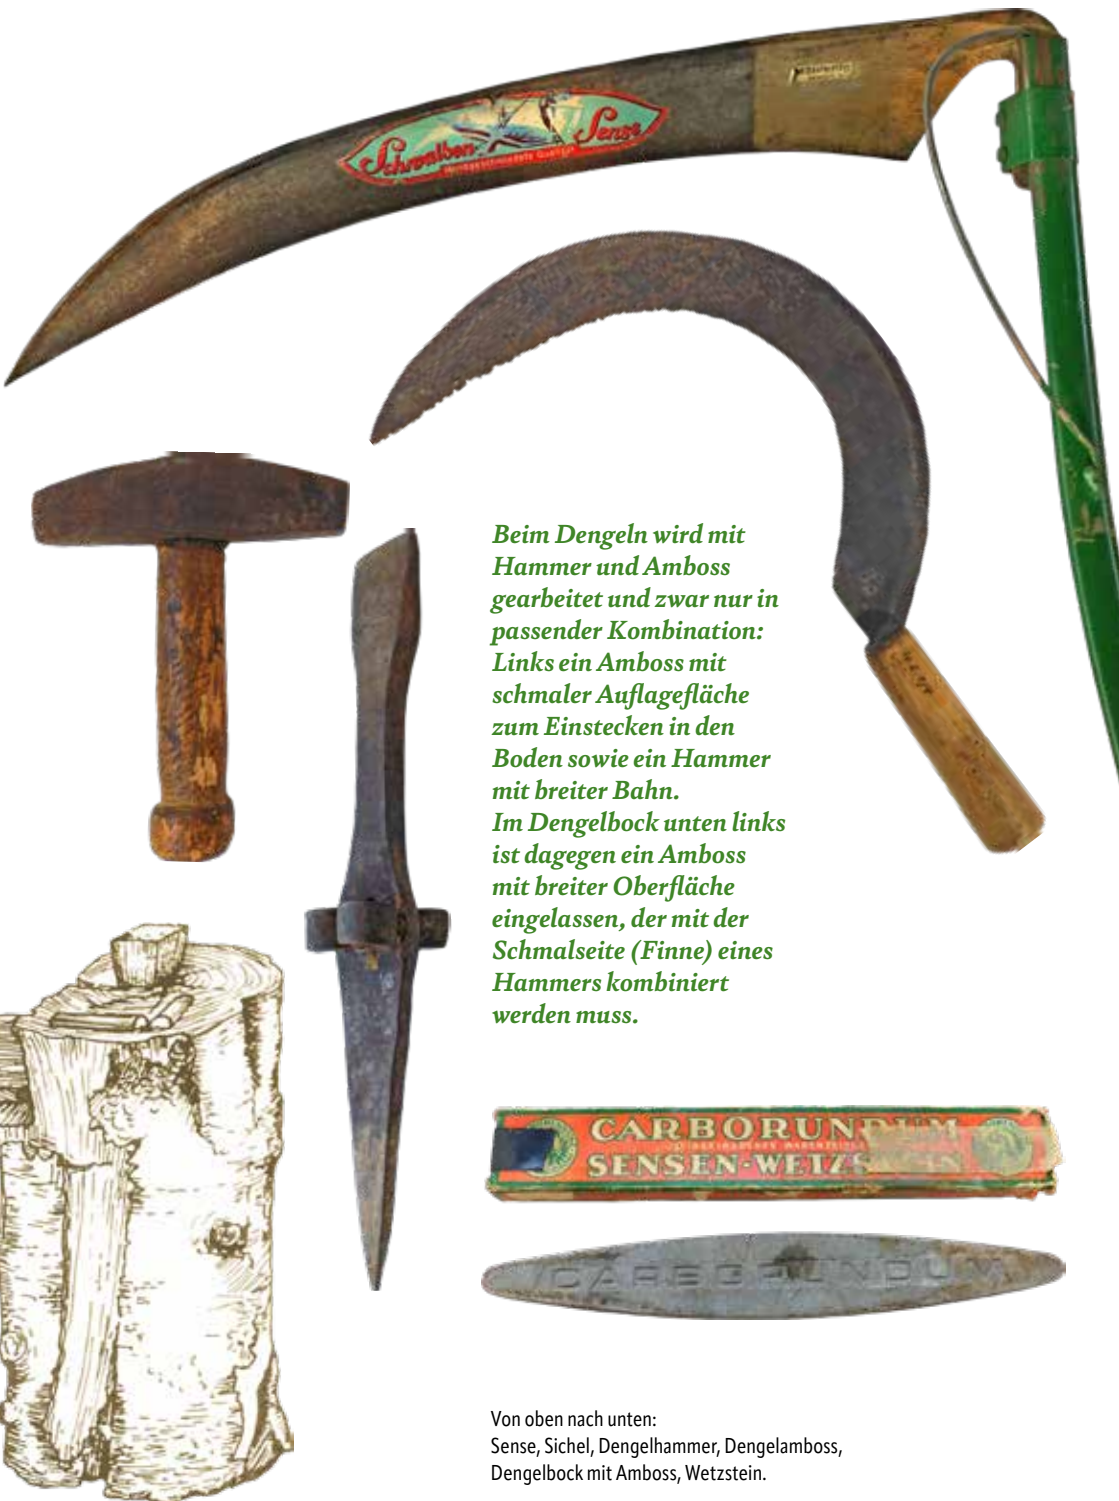 Schwalben-Sense
Handgeschmiedete Qualität
Beim Dengeln wird mit
Hammer und Amboss
gearbeitet und zwar nur in
passender Kombination:
Links ein Amboss mit
schmaler Auflagefläche
zum Einstecken in den
Boden sowie ein Hammer
mit breiter Bahn.
Im Dengelbock unten links
ist dagegen ein Amboss
mit breiter Oberfläche
eingelassen, der mit der
Schmalseite (Finne) eines
Hammers kombiniert
werden muss.
CARBORUNDUM
SENSEN-WETZSTEIN
CARBORUNDUM
Von oben nach unten:
Sense, Sichel, Dengelhammer, Dengelamboss,
Dengelbock mit Amboss, Wetzstein.